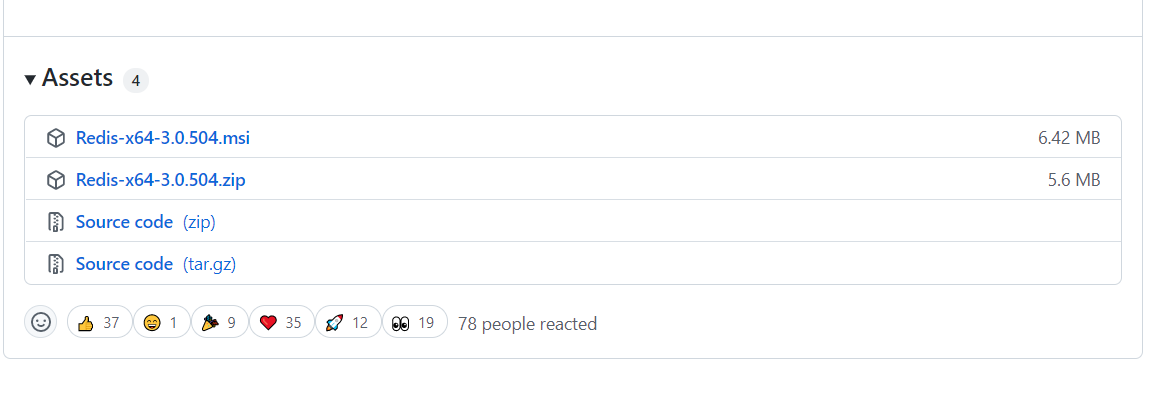 Assets 4
Redis-x64-3.0.504.msi 6.42 MB
Redis-x64-3.0.504.zip 5.6 MB
Source code (zip)
Source code (tar.gz)
37 1 9 35 12 19 78 people reacted